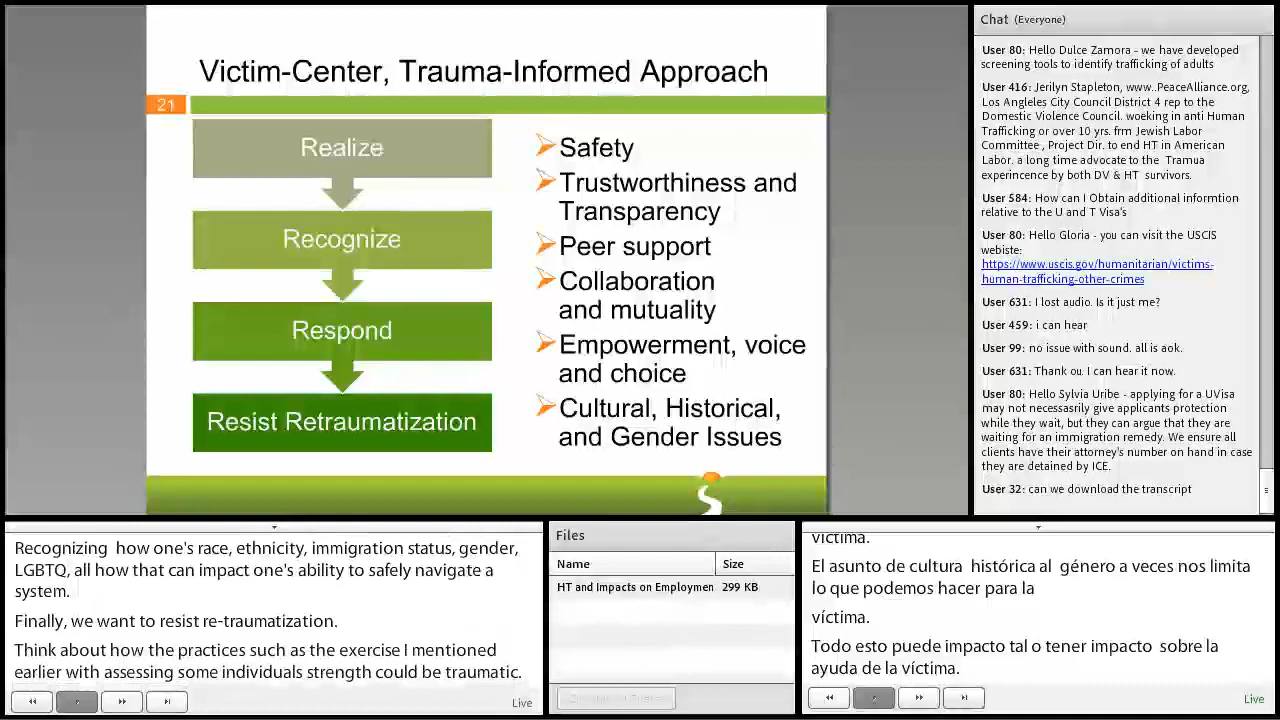 Victim-Center, Trauma-Informed Approach
21
Realize
Recognize
Respond
Resist Retraumatization
Safety
Trustworthiness and
Transparency
Peer support
Collaboration
and mutuality
Empowerment, voice
and choice
Cultural, Historical,
and Gender Issues
Chat (Everyone)
User 80: Hello Dulce Zamora - we have developed
screening tools to identify trafficking of adults
User 416: Jerilyn Stapleton, www..PeaceAlliance.org,
Los Angleles City Council District 4 rep to the
Domestic Violence Council. woeking in anti Human
Trafficking or over 10 yrs. frm Jewish Labor
Committee , Project Dir. to end HT in American
Labor. a long time advocate to the Tramua
experincence by both DV & HT survivors.
User 584: How can I Obtain additional informtion
relative to the U and T Visa's
User 80: Hello Gloria - you can visit the USCIS
webiste:
https://www.uscis.gov/humanitarian/victims-
human-trafficking-other-crimes
User 631: I lost audio. Is it just me?
User 459: i can hear
User 99: no issue with sound. all is aok.
User 631: Thank ou. I can hear it now.
User 80: Hello Sylvia Uribe - applying for a UVisa
may not necessasrily give applicants protection
while they wait, but they can argue that they are
waiting for an immigration remedy. We ensure all
clients have their attorney's number on hand in case
they are detained by ICE.
User 32: can we download the transcript
Recognizing how one's race, ethnicity, immigration status, gender,
LGBTQ, all how that can impact one's ability to safely navigate a
system.
Finally, we want to resist re-traumatization.
Think about how the practices such as the exercise I mentioned
earlier with assessing some individuals strength could be traumatic.
Live
Files
Name Size
HT and Impacts on Employmen 299 KB
víctima.
El asunto de cultura histórica al género a veces nos limita
lo que podemos hacer para la
víctima.
Todo esto puede impacto tal o tener impacto sobre la
ayuda de la víctima.
Live